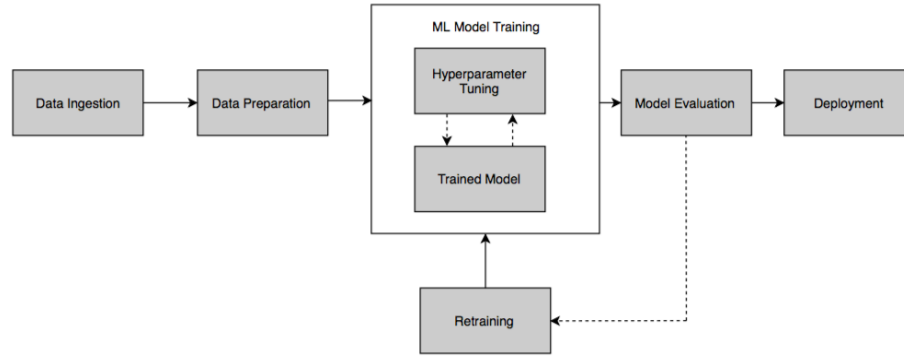 ML Model Training
Hyperparameter
Tuning
Data Ingestion
Data Preparation
Model Evaluation
Deployment
Trained Model
Retraining